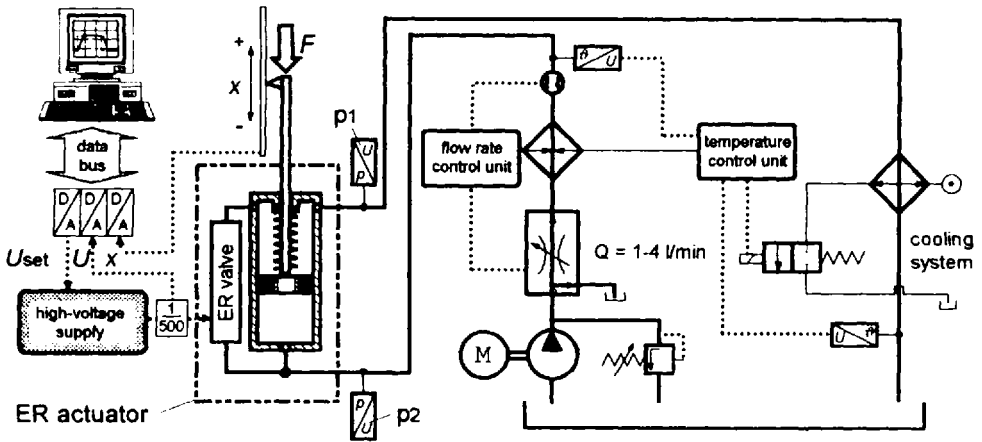 +
F
x
-
p1
U
p
data
bus
D
A
D
A
D
A
Uset
U
x
high-voltage
supply
1
500
ER valve
ER actuator
p
U
p2
flow rate
control unit
ϑ
U
temperature
control unit
Q = 1-4 l/min
M
cooling
system
U
ϑ